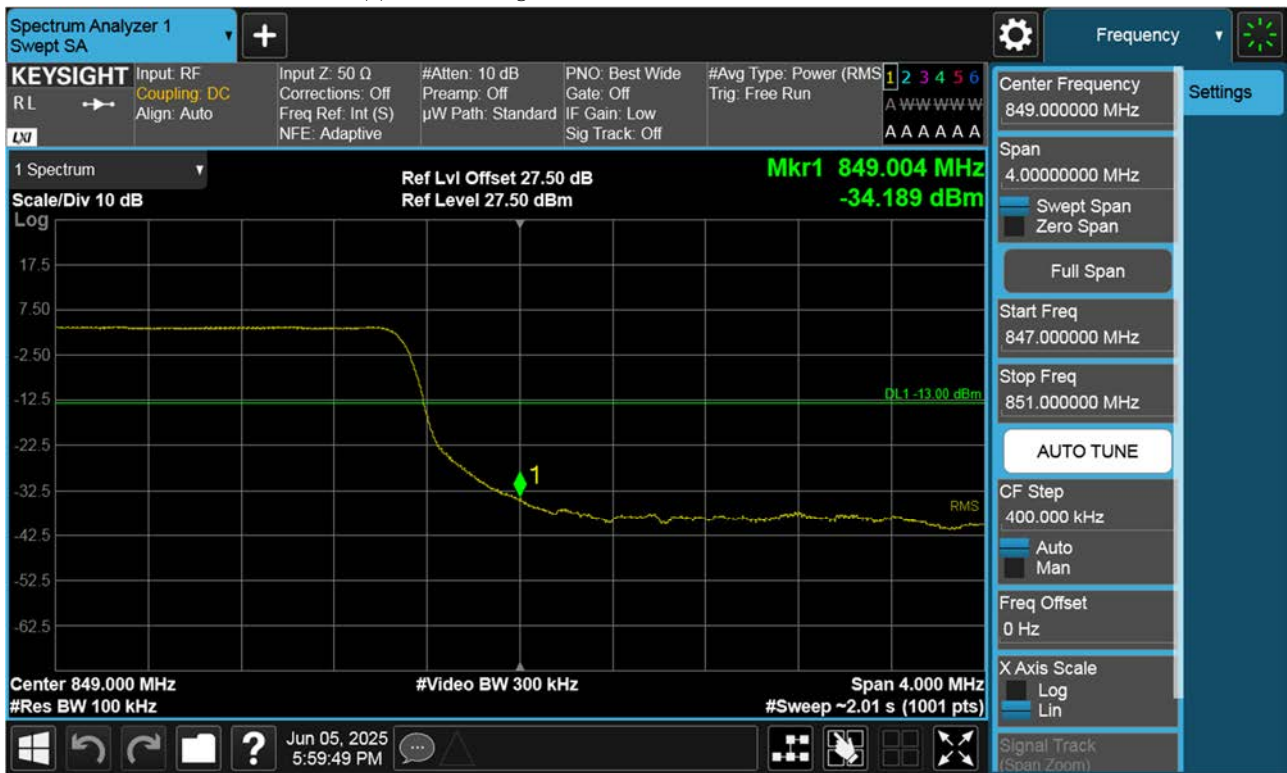 Spectrum Analyzer 1
Swept SA
Frequency
KEYSIGHT
RL
LXI
Input: RF
Coupling: DC
Align: Auto
Input Z: 50 Ω
Corrections: Off
Freq Ref: Int (S)
NFE: Adaptive
#Atten: 10 dB
Preamp: Off
µW Path: Standard
PNO: Best Wide
Gate: Off
IF Gain: Low
Sig Track: Off
#Avg Type: Power (RMS
Trig: Free Run
1 2 3 4 5 6
A W W W W W
A A A A A A
1 Spectrum
Scale/Div 10 dB
Ref Lvl Offset 27.50 dB
Ref Level 27.50 dBm
Mkr1 849.004 MHz
-34.189 dBm
Log
17.5
7.50
-2.50
-12.5
-22.5
-32.5
-42.5
-52.5
-62.5
DL1 -13.00 dBm
1
RMS
Center 849.000 MHz
#Res BW 100 kHz
#Video BW 300 kHz
Span 4.000 MHz
#Sweep ~2.01 s (1001 pts)
Center Frequency
849.000000 MHz
Settings
Span
4.00000000 MHz
Swept Span
Zero Span
Full Span
Start Freq
847.000000 MHz
Stop Freq
851.000000 MHz
AUTO TUNE
CF Step
400.000 kHz
Auto
Man
Freq Offset
0 Hz
X Axis Scale
Log
Lin
Signal Track
(Span Zoom)
?
Jun 05, 2025
5:59:49 PM